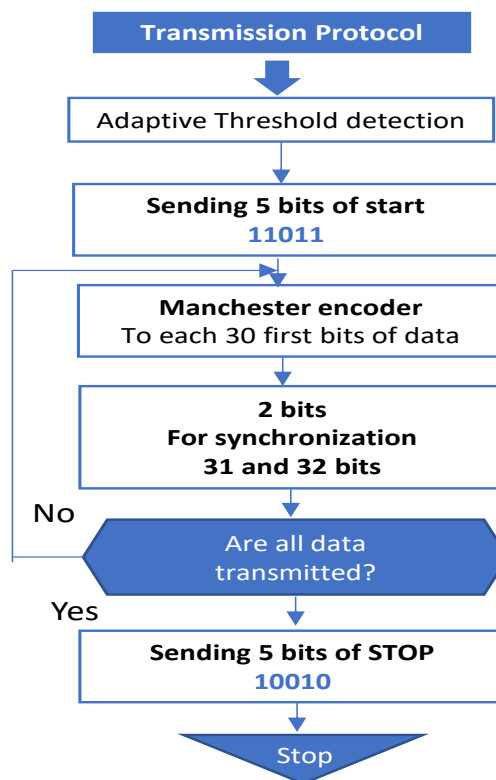 Transmission Protocol
Adaptive Threshold detection
Sending 5 bits of start
11011
Manchester encoder
To each 30 first bits of data
2 bits
For synchronization
31 and 32 bits
No
Are all data
transmitted?
Yes
Sending 5 bits of STOP
10010
Stop